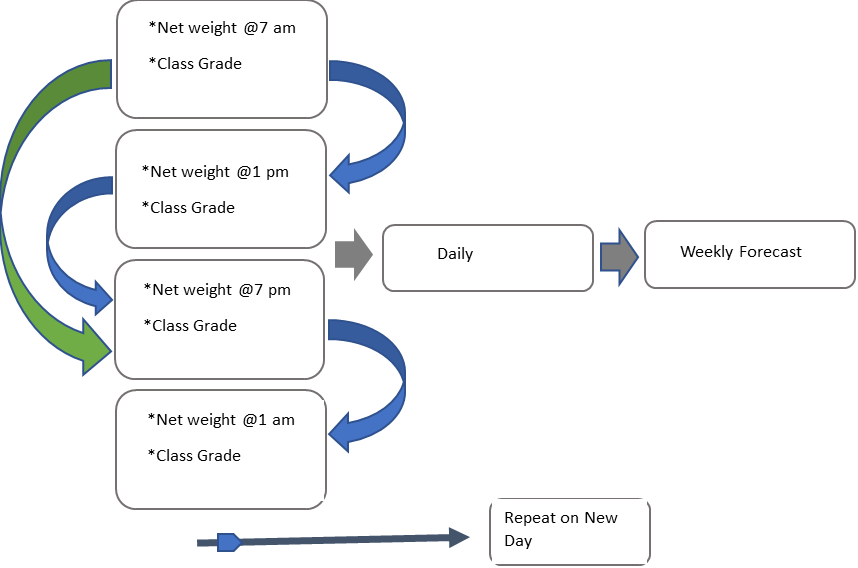 *Net weight @7 am
*Class Grade
*Net weight @1 pm
*Class Grade
*Net weight @7 pm
*Class Grade
*Net weight @1 am
*Class Grade
Daily
Weekly Forecast
Repeat on New
Day